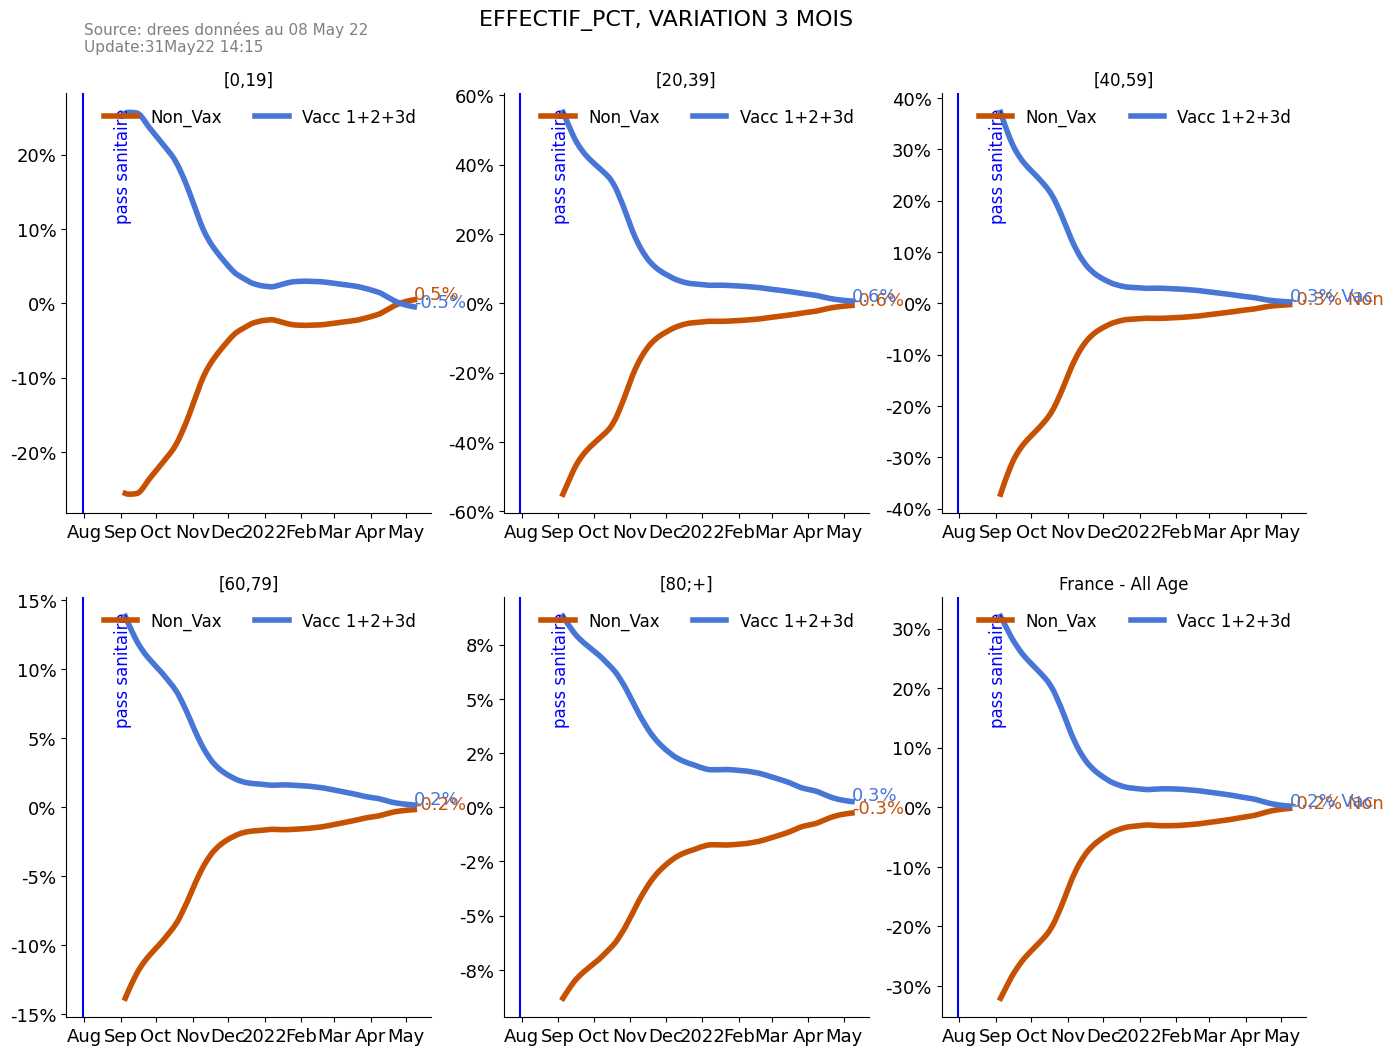 EFFECTIF_PCT, VARIATION 3 MOIS
Source: drees données au 08 May 22
Update:31May22 14:15
[0,19]
Non_Vax
Vacc 1+2+3d
pass sanitaire
20%
10%
0%
-10%
-20%
0.5%
-0.5%
Aug Sep Oct Nov Dec 2022 Feb Mar Apr May
[20,39]
Non_Vax
Vacc 1+2+3d
pass sanitaire
60%
40%
20%
0%
-20%
-40%
-60%
0.6%
-0.6%
Aug Sep Oct Nov Dec 2022 Feb Mar Apr May
[40,59]
Non_Vax
Vacc 1+2+3d
pass sanitaire
40%
30%
20%
10%
0%
-10%
-20%
-30%
-40%
0.3% Vac
-0.3% Non
Aug Sep Oct Nov Dec 2022 Feb Mar Apr May
[60,79]
Non_Vax
Vacc 1+2+3d
pass sanitaire
15%
10%
5%
0%
-5%
-10%
-15%
0.2%
-0.2%
Aug Sep Oct Nov Dec 2022 Feb Mar Apr May
[80;+]
Non_Vax
Vacc 1+2+3d
pass sanitaire
8%
5%
2%
0%
-2%
-5%
-8%
0.3%
-0.3%
Aug Sep Oct Nov Dec 2022 Feb Mar Apr May
France - All Age
Non_Vax
Vacc 1+2+3d
pass sanitaire
30%
20%
10%
0%
-10%
-20%
-30%
0.2% Vac
-0.2% Non
Aug Sep Oct Nov Dec 2022 Feb Mar Apr May